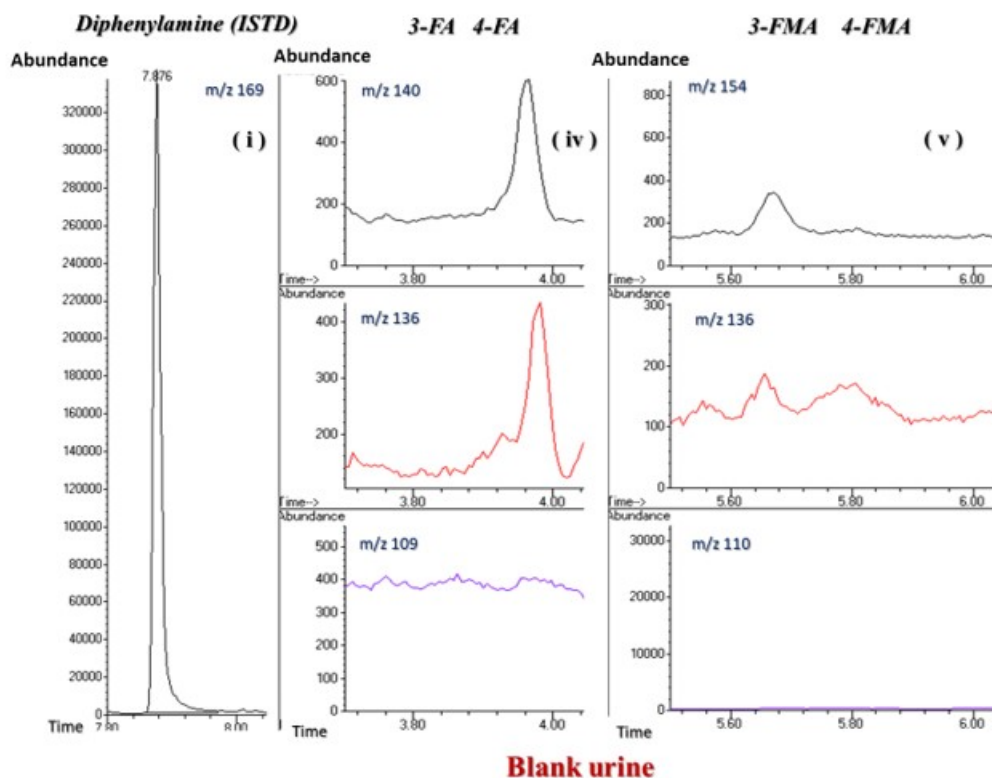 Diphenylamine (ISTD)
3-FA 4-FA
3-FMA 4-FMA
Abundance
7.876
m/z 169
( i )
320000
300000
280000
260000
240000
220000
200000
180000
160000
140000
120000
100000
80000
60000
40000
20000
0
Time
8.00
Abundance
m/z 140
( iv )
600
400
200
0
Time-->
3.80
4.00
Abundance
m/z 136
400
300
200
Time-->
3.80
4.00
Abundance
m/z 109
500
400
300
200
100
0
Time
3.80
4.00
Abundance
m/z 154
( v )
800
600
400
200
0
Time-->
5.60
5.80
6.00
Abundance
m/z 136
300
200
100
0
Time-->
5.60
5.80
6.00
Abundance
m/z 110
30000
20000
10000
0
Time
5.60
5.80
6.00
Blank urine